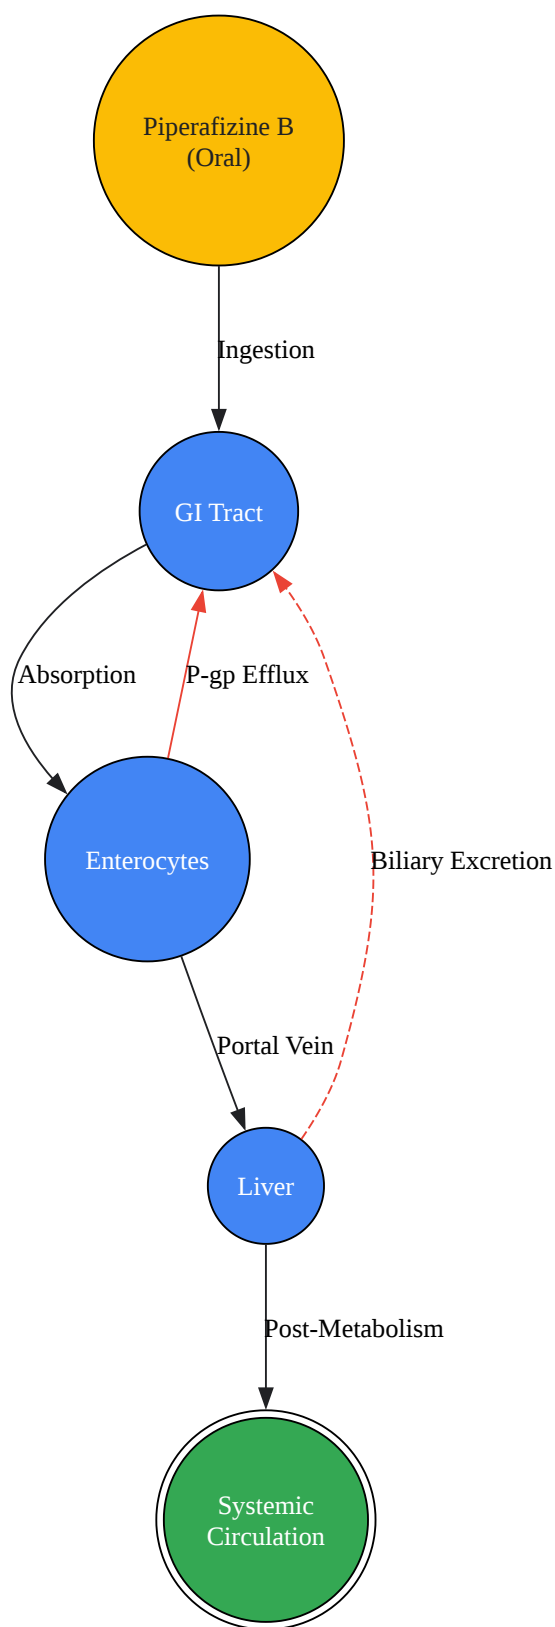 Piperafizine B
(Oral)
Ingestion
GI Tract
Absorption
P-gp Efflux
Enterocytes
Biliary Excretion
Portal Vein
Liver
Post-Metabolism
Systemic
Circulation